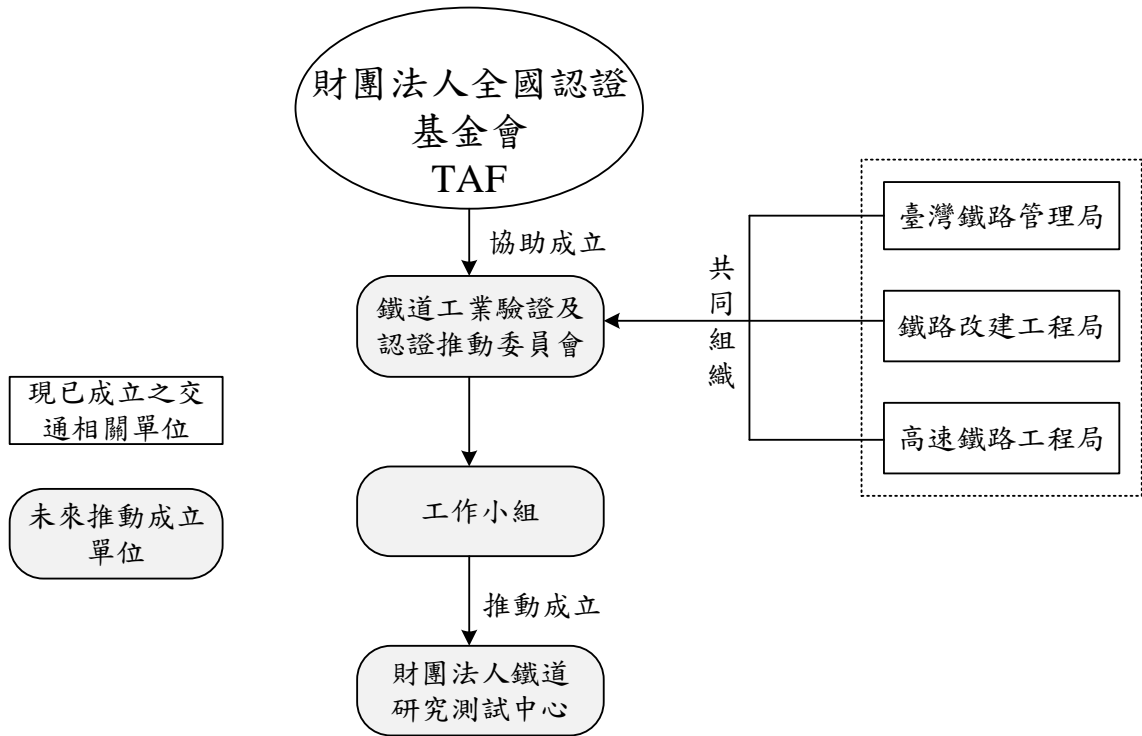 財團法人全國認證
基金會
TAF
協助成立
鐵道工業驗證及
認證推動委員會
共同組織
臺灣鐵路管理局
鐵路改建工程局
高速鐵路工程局
現已成立之交
通相關單位
工作小組
未來推動成立
單位
推動成立
財團法人鐵道
研究測試中心